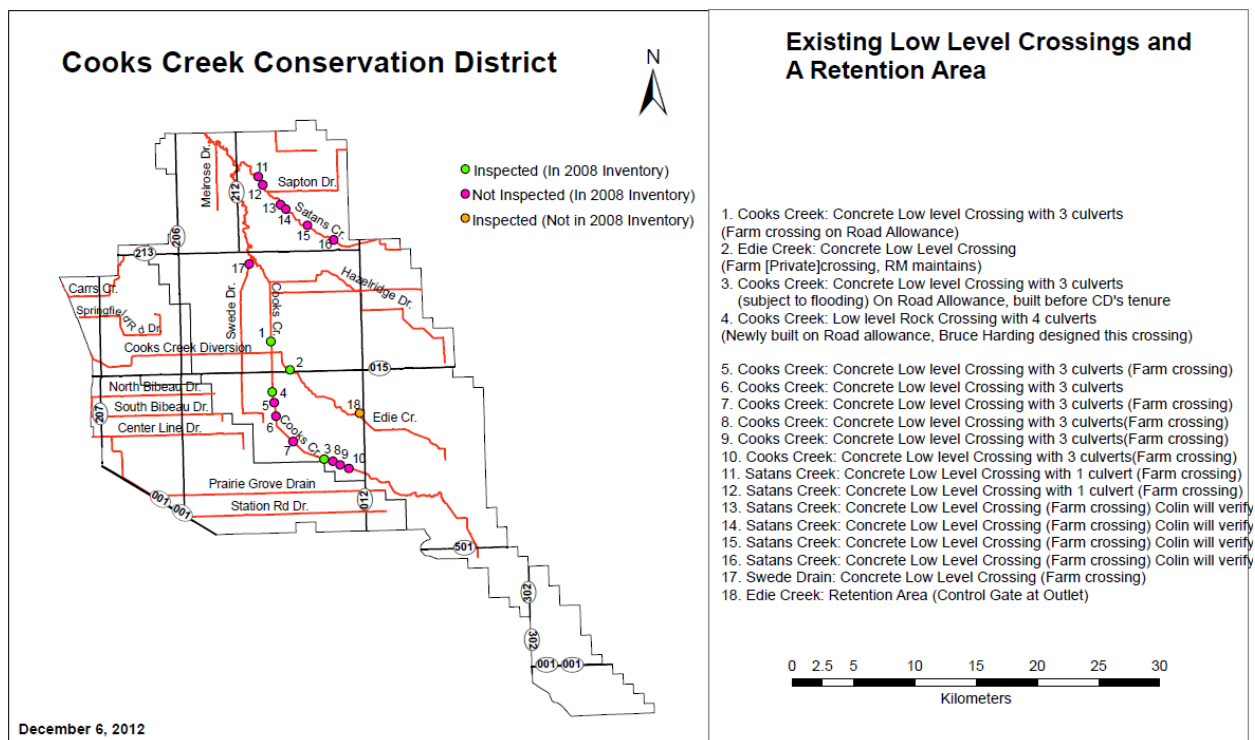 Cooks Creek Conservation District
N
Inspected (In 2008 Inventory)
Not Inspected (In 2008 Inventory)
Inspected (Not in 2008 Inventory)
Melrose Dr.
212
11
Sapton Dr.
12
13
14
Satans Cr.
15
16
206
213
17
Hazelridge Dr.
Carrs Cr.
Springfield Rd Dr.
Swede Dr.
Cooks Cr.
1
Cooks Creek Diversion
2
015
North Bibeau Dr.
4
207
South Bibeau Dr.
5
18
Edie Cr.
6
Center Line Dr.
Cooks Cr.
7
3 8 9
10
Prairie Grove Drain
001
001
Station Rd Dr.
012
501
302
302
001
001
December 6, 2012
Existing Low Level Crossings and
A Retention Area
1. Cooks Creek: Concrete Low level Crossing with 3 culverts
(Farm crossing on Road Allowance)
2. Edie Creek: Concrete Low Level Crossing
(Farm [Private]crossing, RM maintains)
3. Cooks Creek: Concrete Low level Crossing with 3 culverts
(subject to flooding) On Road Allowance, built before CD's tenure
4. Cooks Creek: Low level Rock Crossing with 4 culverts
(Newly built on Road allowance, Bruce Harding designed this crossing)
5. Cooks Creek: Concrete Low level Crossing with 3 culverts (Farm crossing)
6. Cooks Creek: Concrete Low level Crossing with 3 culverts
7. Cooks Creek: Concrete Low level Crossing with 3 culverts (Farm crossing)
8. Cooks Creek: Concrete Low level Crossing with 3 culverts(Farm crossing)
9. Cooks Creek: Concrete Low level Crossing with 3 culverts(Farm crossing)
10. Cooks Creek: Concrete Low level Crossing with 3 culverts(Farm crossing)
11. Satans Creek: Concrete Low Level Crossing with 1 culvert (Farm crossing)
12. Satans Creek: Concrete Low Level Crossing with 1 culvert (Farm crossing)
13. Satans Creek: Concrete Low Level Crossing (Farm crossing) Colin will verify
14. Satans Creek: Concrete Low Level Crossing (Farm crossing) Colin will verify
15. Satans Creek: Concrete Low Level Crossing (Farm crossing) Colin will verify
16. Satans Creek: Concrete Low Level Crossing (Farm crossing) Colin will verify
17. Swede Drain: Concrete Low Level Crossing (Farm crossing)
18. Edie Creek: Retention Area (Control Gate at Outlet)
0 2.5 5 10 15 20 25 30
Kilometers